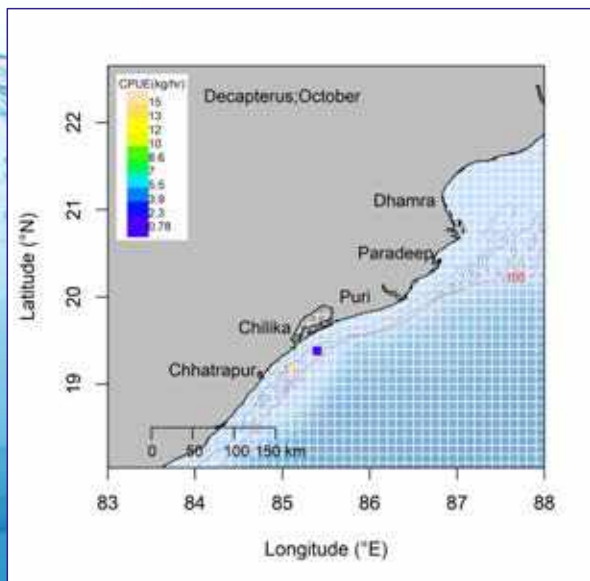 CPUE(kg/hr)
15
13
12
10
8.6
7
5.5
3.9
2.3
0.78
Decapterus;October
Dhamra
Paradeep
100
Puri
Chilika
Chhatrapur
0 50 100 150 km
22
21
20
19
Latitude (°N)
83 84 85 86 87 88
Longitude (°E)